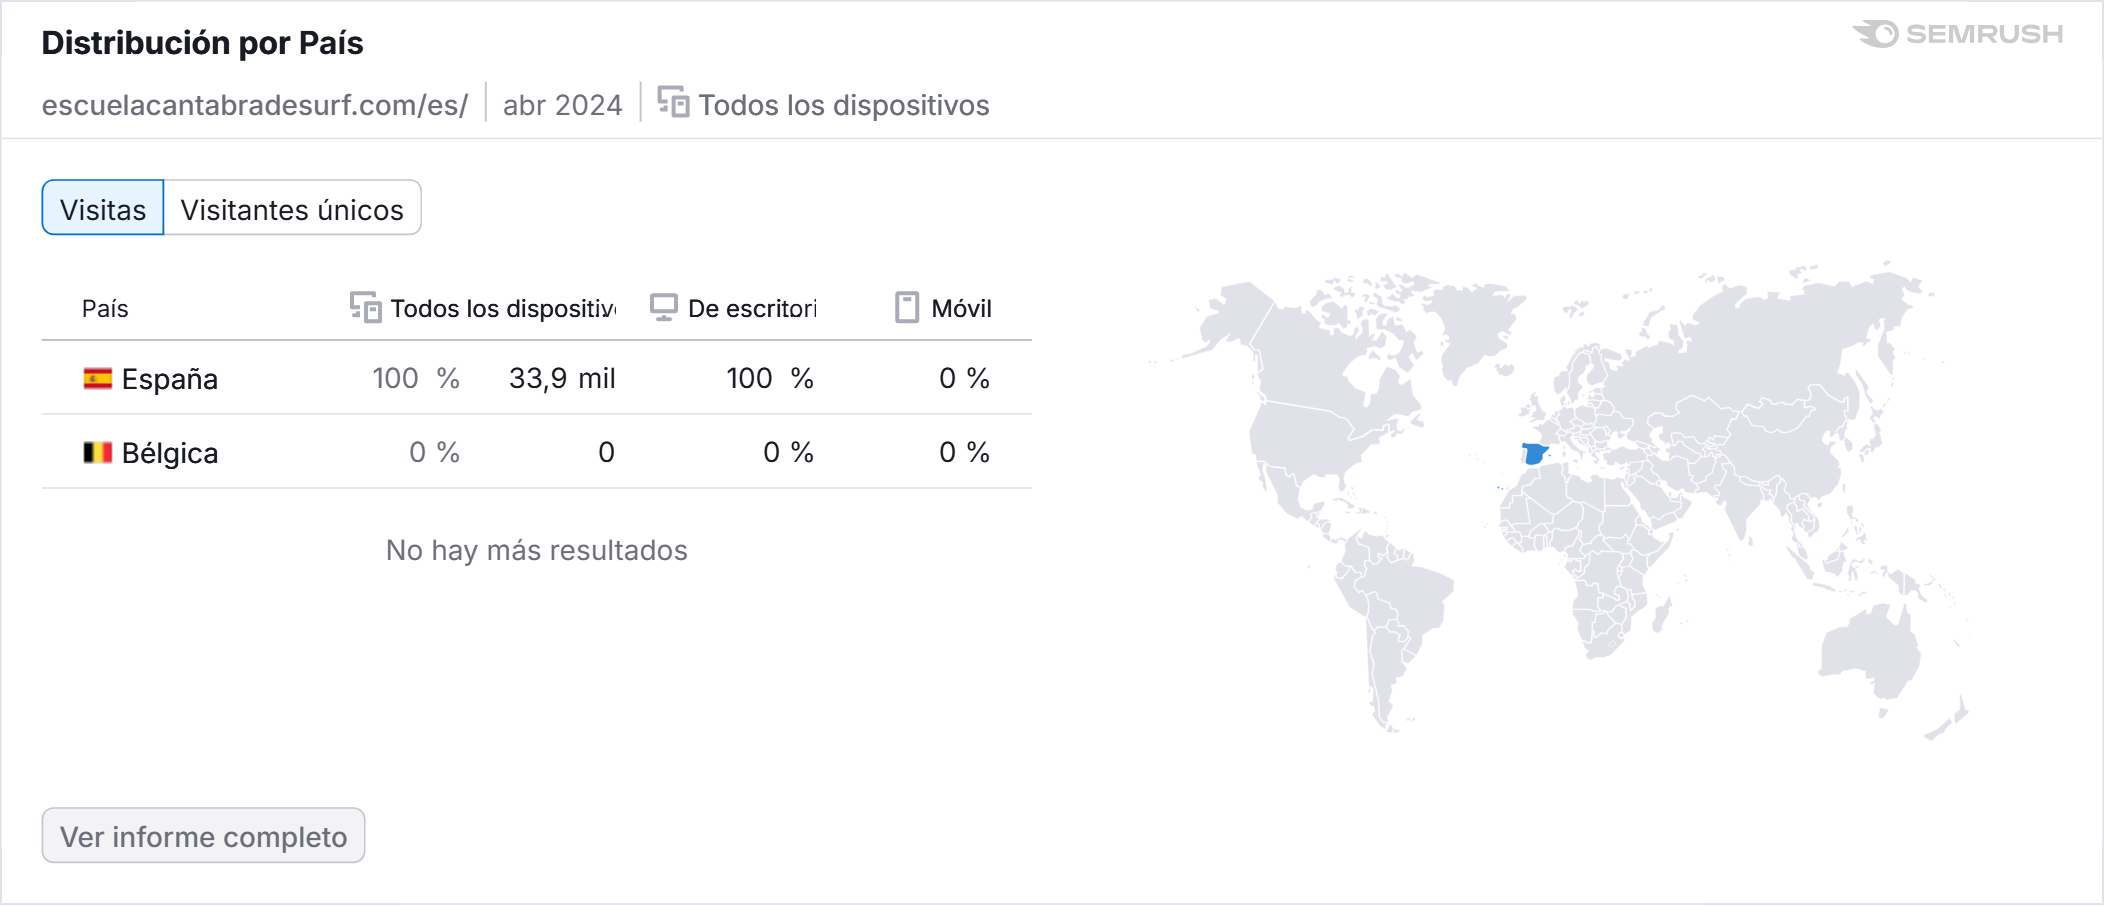 Distribución por País
SEMRUSH
escuelacantabradesurf.com/es/ | abr 2024 | Todos los dispositivos
Visitas Visitantes únicos
País Todos los dispositiv De escritori Móvil
España 100 % 33,9 mil 100 % 0 %
Bélgica 0 % 0 0 % 0 %
No hay más resultados
Ver informe completo